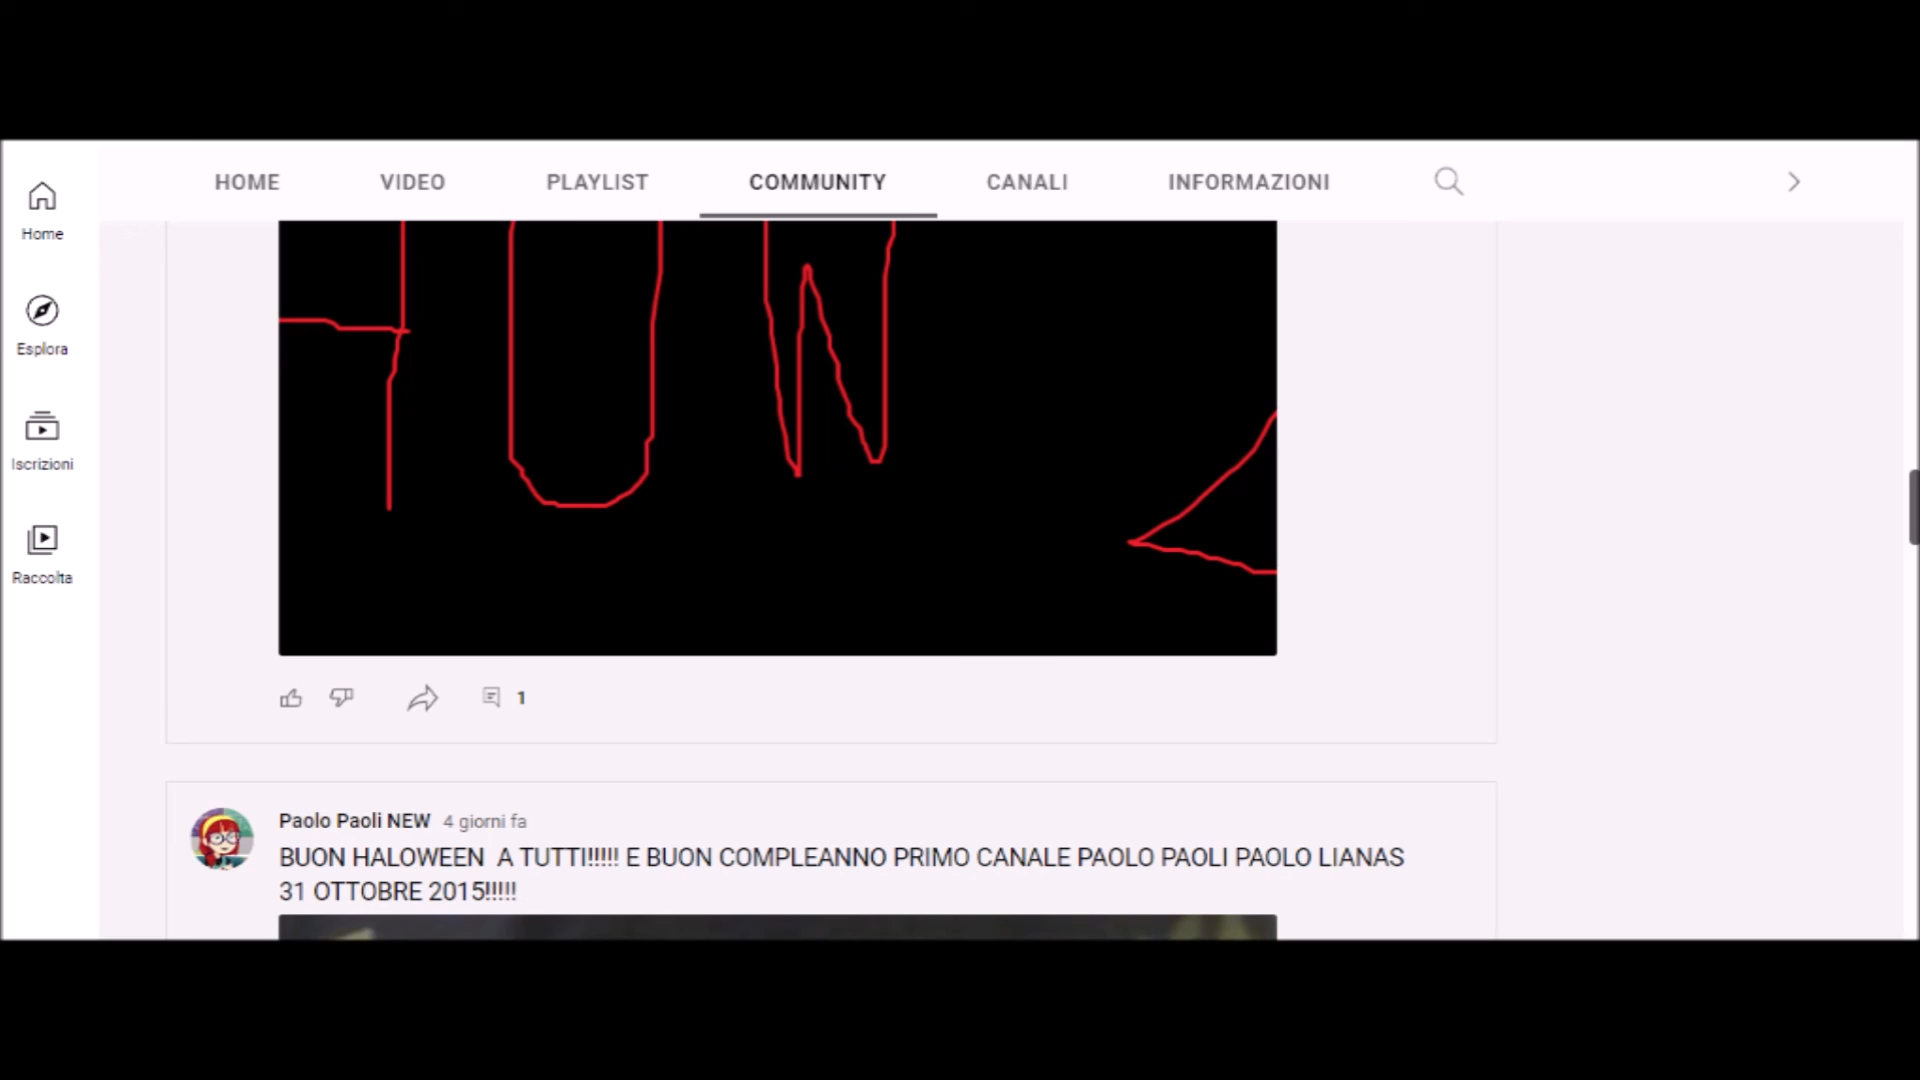 HOME VIDEO PLAYLIST COMMUNITY CANALI INFORMAZIONI
Home
Esplora
Iscrizioni
Raccolta
1
Paolo Paoli NEW 4 giorni fa
BUON HALOWEEN A TUTTI!!!!! E BUON COMPLEANNO PRIMO CANALE PAOLO PAOLI PAOLO LIANAS
31 OTTOBRE 2015!!!!!